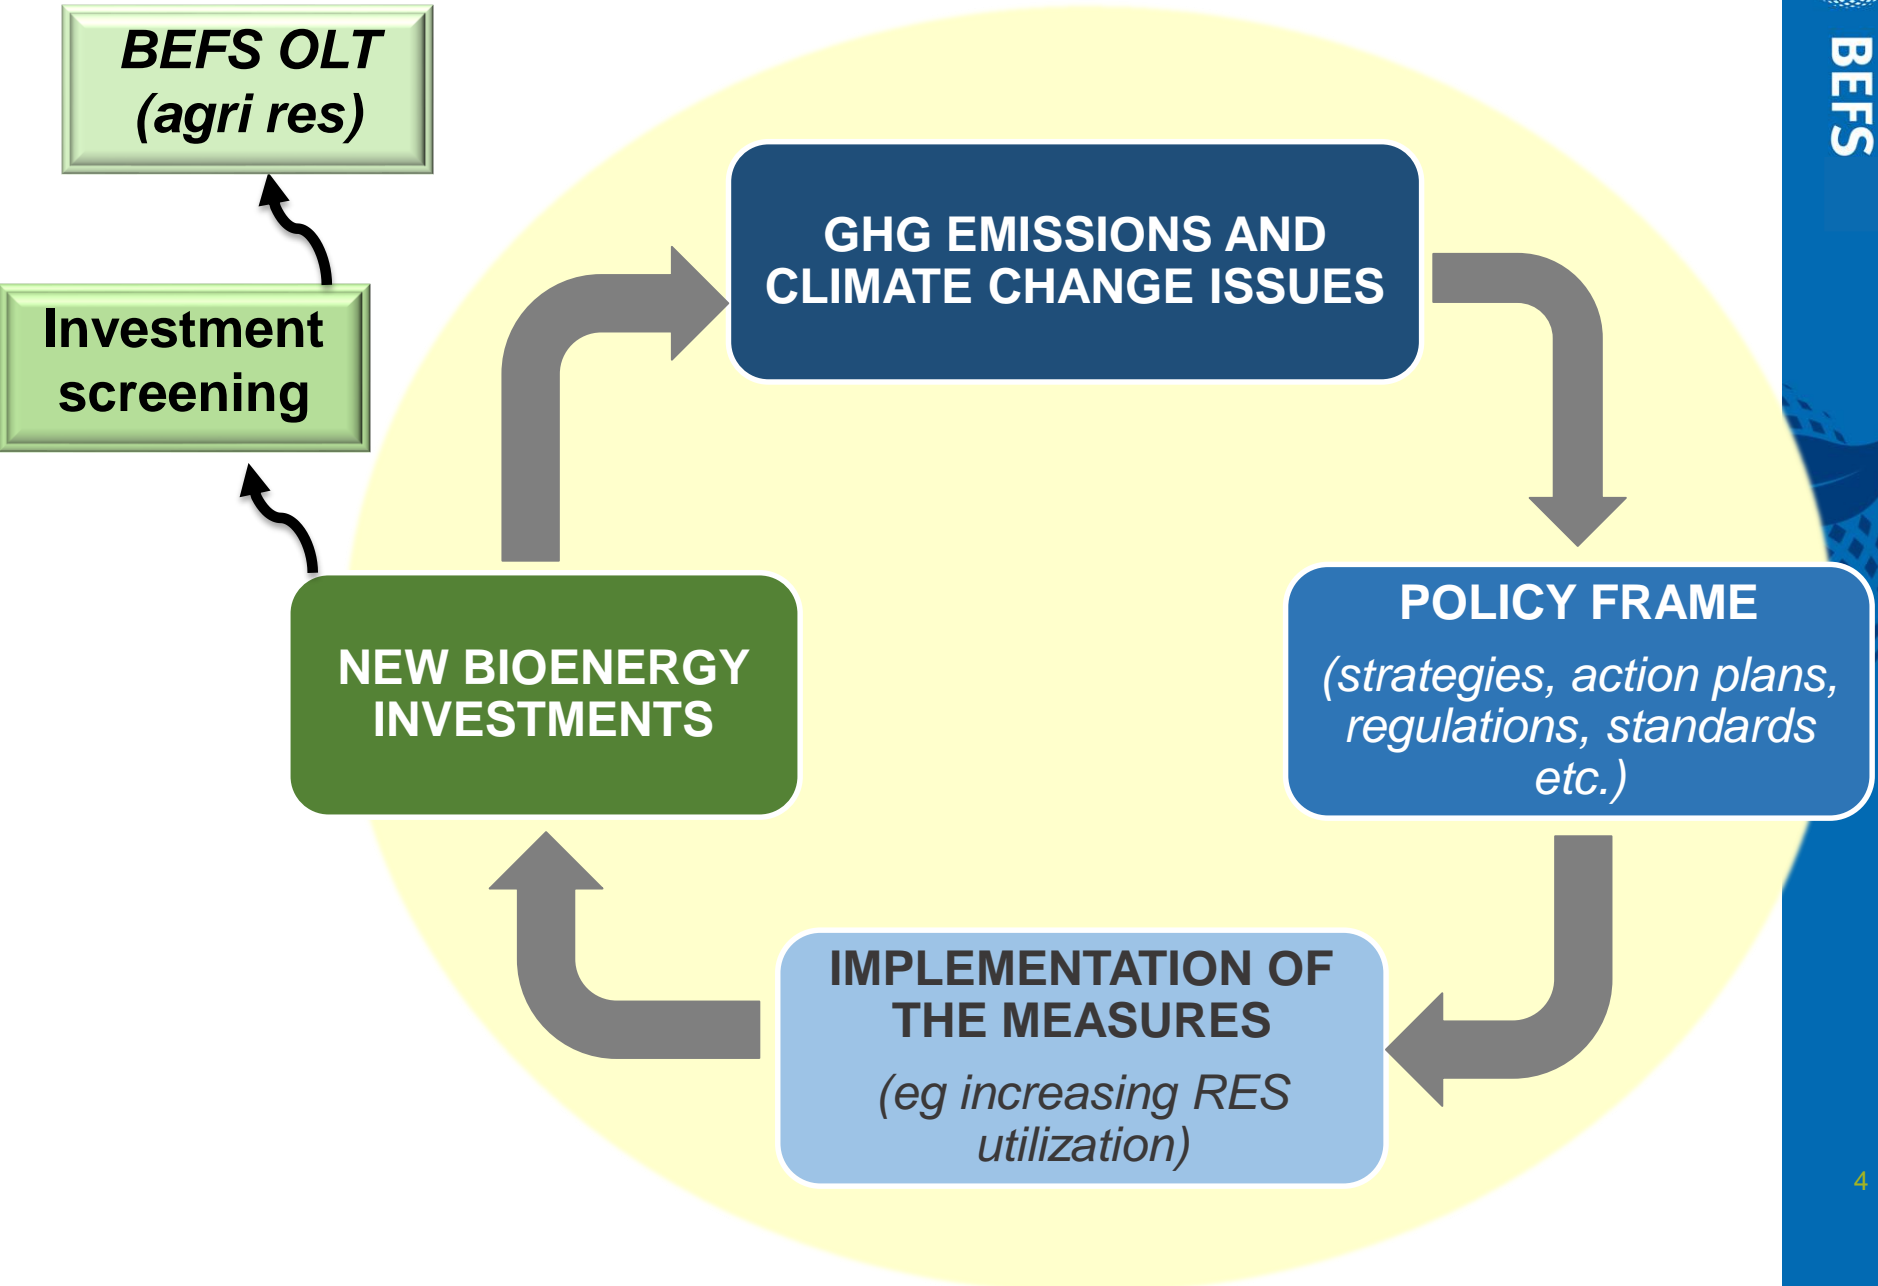 BEFS OLT
(agri res)
Investment
screening
GHG EMISSIONS AND
CLIMATE CHANGE ISSUES
POLICY FRAME
(strategies, action plans,
regulations, standards
etc.)
IMPLEMENTATION OF
THE MEASURES
(eg increasing RES
utilization)
NEW BIOENERGY
INVESTMENTS
BEFS
4